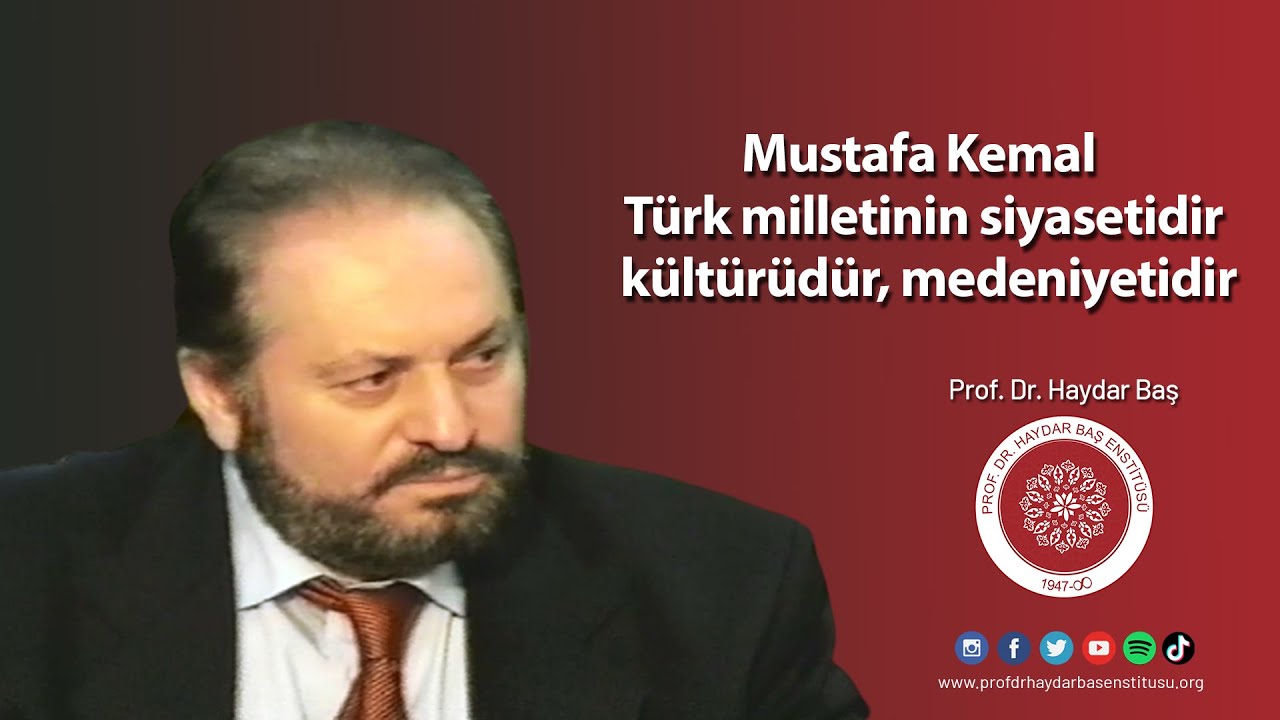 Mustafa Kemal
Türk milletinin siyasetidir
kültürüdür, medeniyetidir
Prof. Dr. Haydar Baş
PROF. DR. HAYDAR BAŞ ENSTİTÜSÜ
1947-∞
www.profdrhaydarbasenstitusu.org